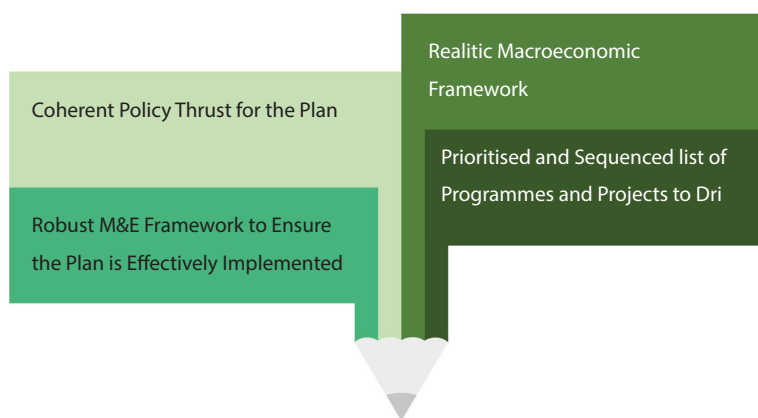 Coherent Policy Thrust for the Plan
Robust M&E Framework to Ensure
the Plan is Effectively Implemented
Realitic Macroeconomic
Framework
Prioritised and Sequenced list of
Programmes and Projects to Dri